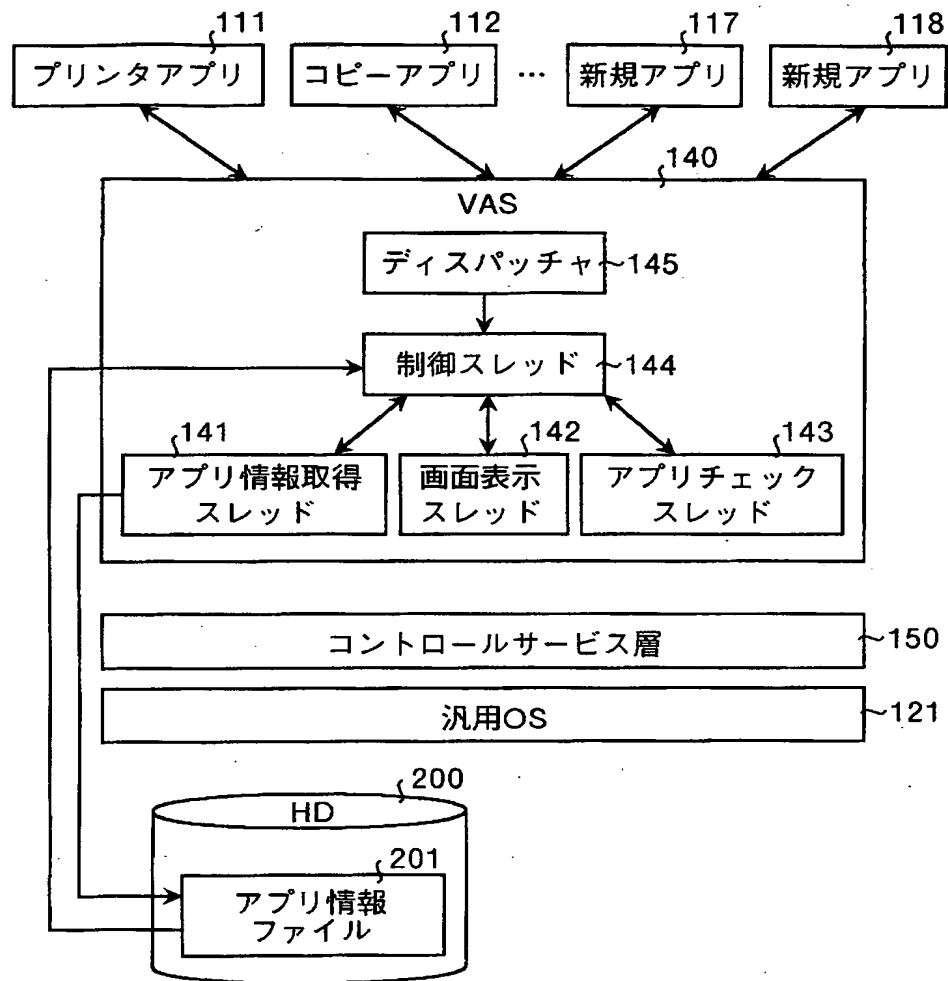 111
112
117
118
プリンタアプリ
コピーアプリ
…
新規アプリ
新規アプリ
140
VAS
ディスパッチャ
145
制御スレッド
144
141
142
143
アプリ情報取得
スレッド
画面表示
スレッド
アプリチェック
スレッド
コントロールサービス層
150
汎用OS
121
200
HD
201
アプリ情報
ファイル